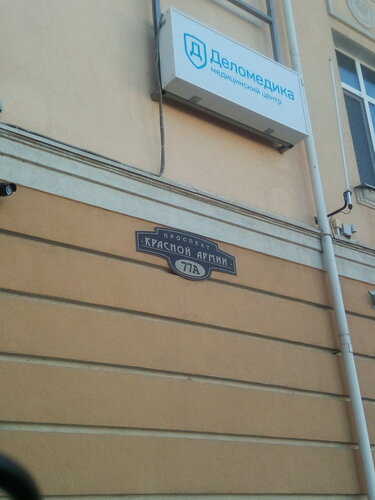 Д Деломедика
медицинский центр
ПРОСПЕКТ
КРАСНОЙ АРМИИ
77А